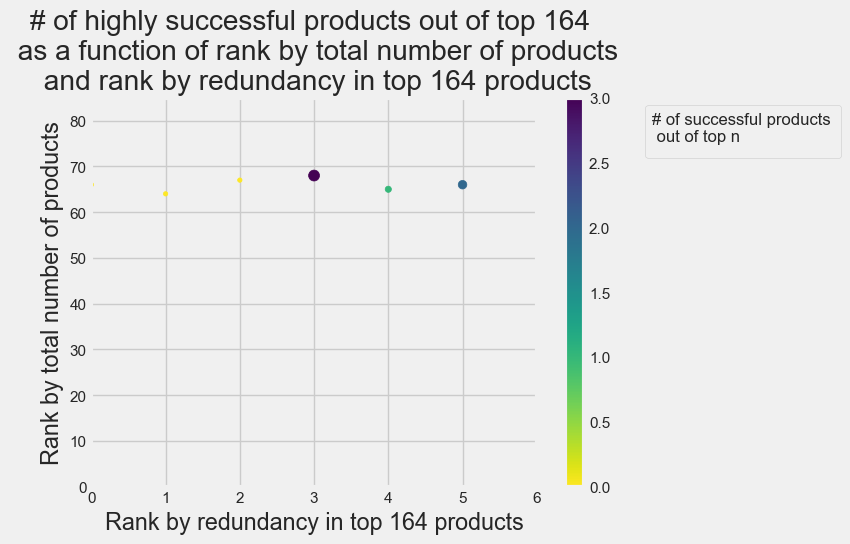 # of highly successful products out of top 164
as a function of rank by total number of products
and rank by redundancy in top 164 products
Rank by total number of products
80
70
60
50
40
30
20
10
0
0 1 2 3 4 5 6
Rank by redundancy in top 164 products
3.0
2.5
2.0
1.5
1.0
0.5
0.0
# of successful products
out of top n